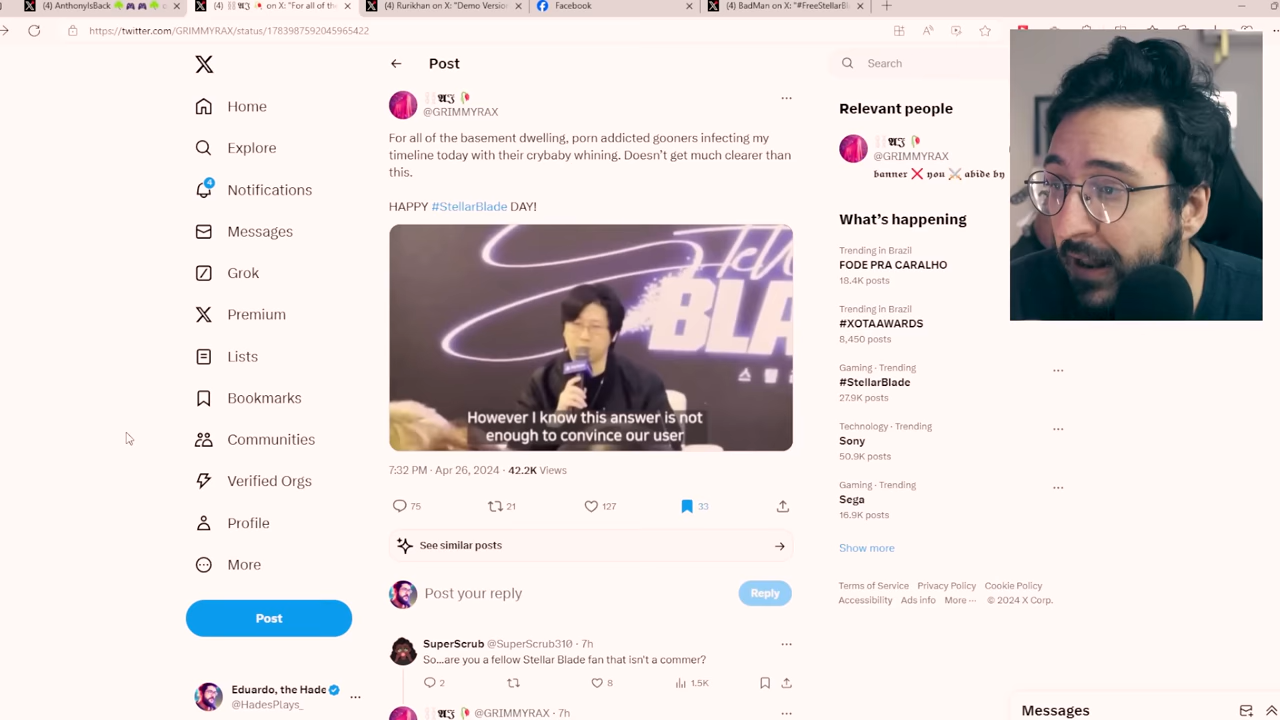 (4) AnthonyIsBack
(4)
on X: "For all of the
(4) Rurikhan on X: "Demo Version
Facebook
(4) BadMan on X: "#FreeStellarBl
https://twitter.com/GRIMMYRAX/status/1783987592045965422
Home
Explore
4
Notifications
Messages
Grok
Premium
Lists
Bookmarks
Communities
Verified Orgs
Profile
More
Post
Eduardo, the Hade
@HadesPlays_
Post
@GRIMMYRAX
For all of the basement dwelling, porn addicted gooners infecting my
timeline today with their crybaby whining. Doesn't get much clearer than
this.
HAPPY #StellarBlade DAY!
However I know this answer is not
enough to convince our user
7:32 PM · Apr 26, 2024 · 42.2K Views
75
21
127
33
See similar posts
Post your reply
Reply
SuperScrub @SuperScrub310 · 7h
So...are you a fellow Stellar Blade fan that isn't a commer?
2
8
1.5K
@GRIMMYRAX · 7h
Search
Relevant people
@GRIMMYRAX
𝖇𝖆𝖓𝖓𝖊𝖗 ❌ 𝖞𝖔𝖚 ⚔️ 𝖆𝖇𝖎𝖉𝖊 𝖇𝖞
What's happening
Trending in Brazil
FODE PRA CARALHO
18.4K posts
Trending in Brazil
#XOTAAWARDS
8,450 posts
Gaming · Trending
#StellarBlade
27.9K posts
Technology · Trending
Sony
50.9K posts
Gaming · Trending
Sega
16.9K posts
Show more
Terms of Service Privacy Policy Cookie Policy
Accessibility Ads info More ··· © 2024 X Corp.
Messages